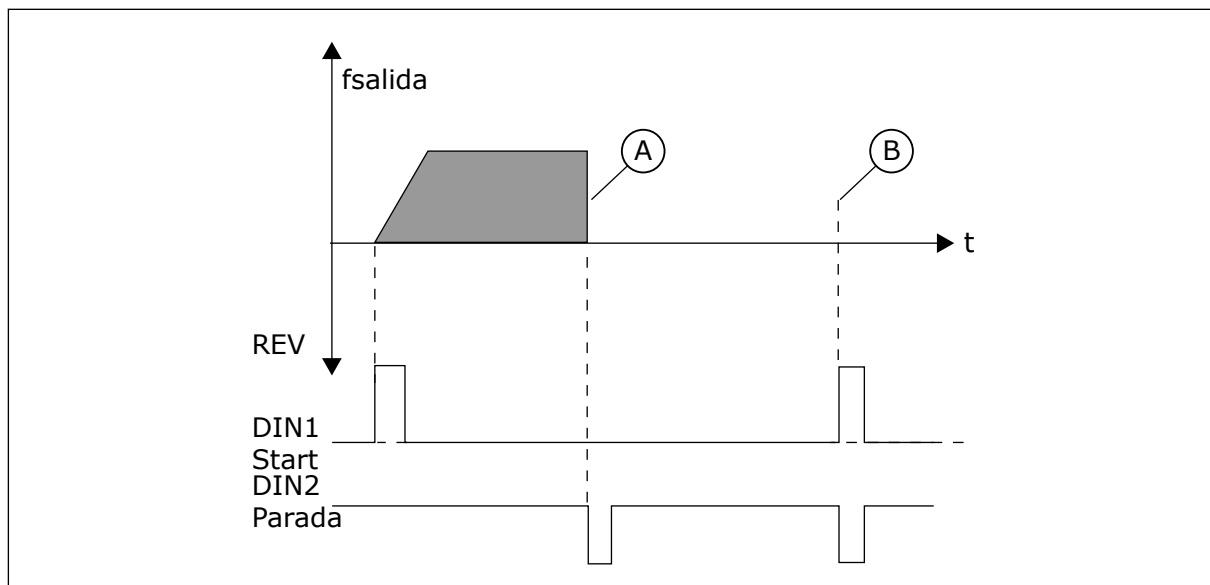 fsalida
A
B
t
REV
DIN1
Start
DIN2
Parada